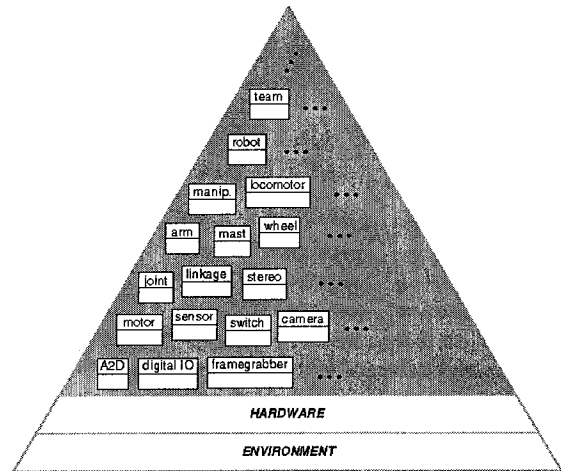 team
robot
manip. locomotor
arm mast wheel
joint linkage stereo
motor sensor switch camera
A2D digital IO framegrabber
HARDWARE
ENVIRONMENT